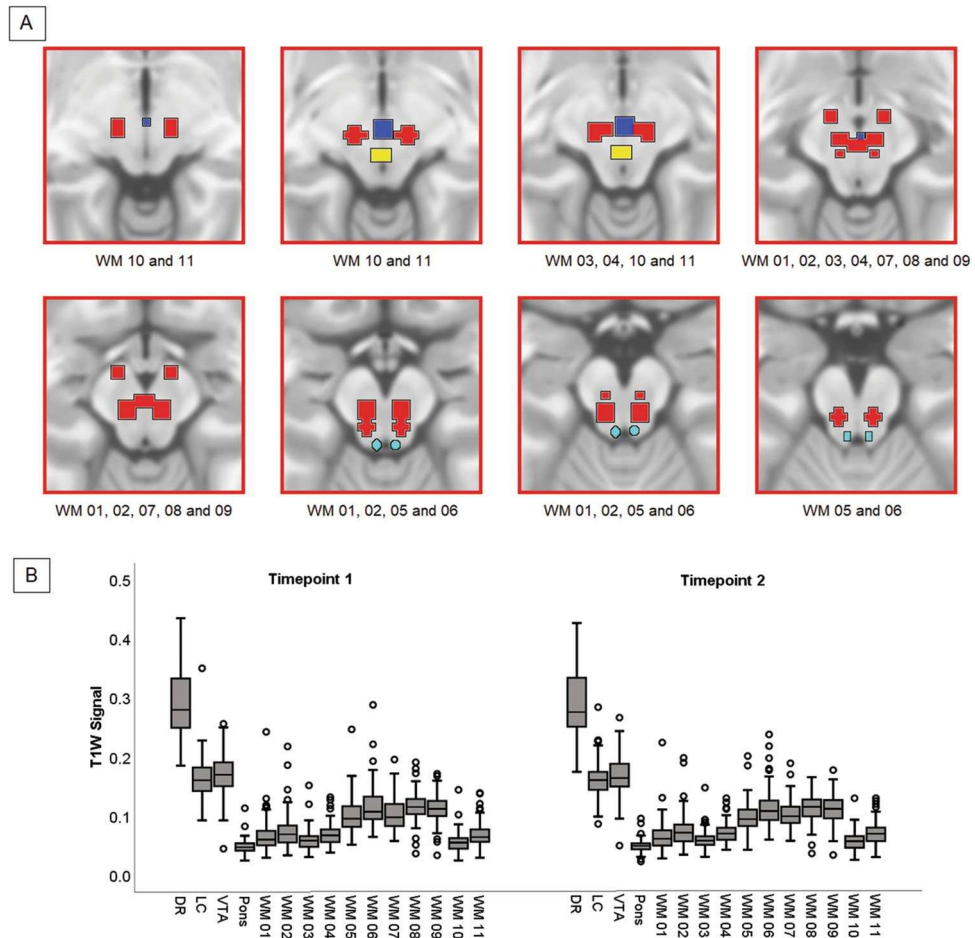 A
WM 10 and 11
WM 10 and 11
WM 03, 04, 10 and 11
WM 01, 02, 03, 04, 07, 08 and 09
WM 01, 02, 07, 08 and 09
WM 01, 02, 05 and 06
WM 01, 02, 05 and 06
WM 05 and 06
B
Timepoint 1
Timepoint 2
T1W Signal
0.5
0.4
0.3
0.2
0.1
0.0
DR
LC
VTA
Pons
WM 01
WM 02
WM 03
WM 04
WM 05
WM 06
WM 07
WM 08
WM 09
WM 10
WM 11
DR
LC
VTA
Pons
WM 01
WM 02
WM 03
WM 04
WM 05
WM 06
WM 07
WM 08
WM 09
WM 10
WM 11